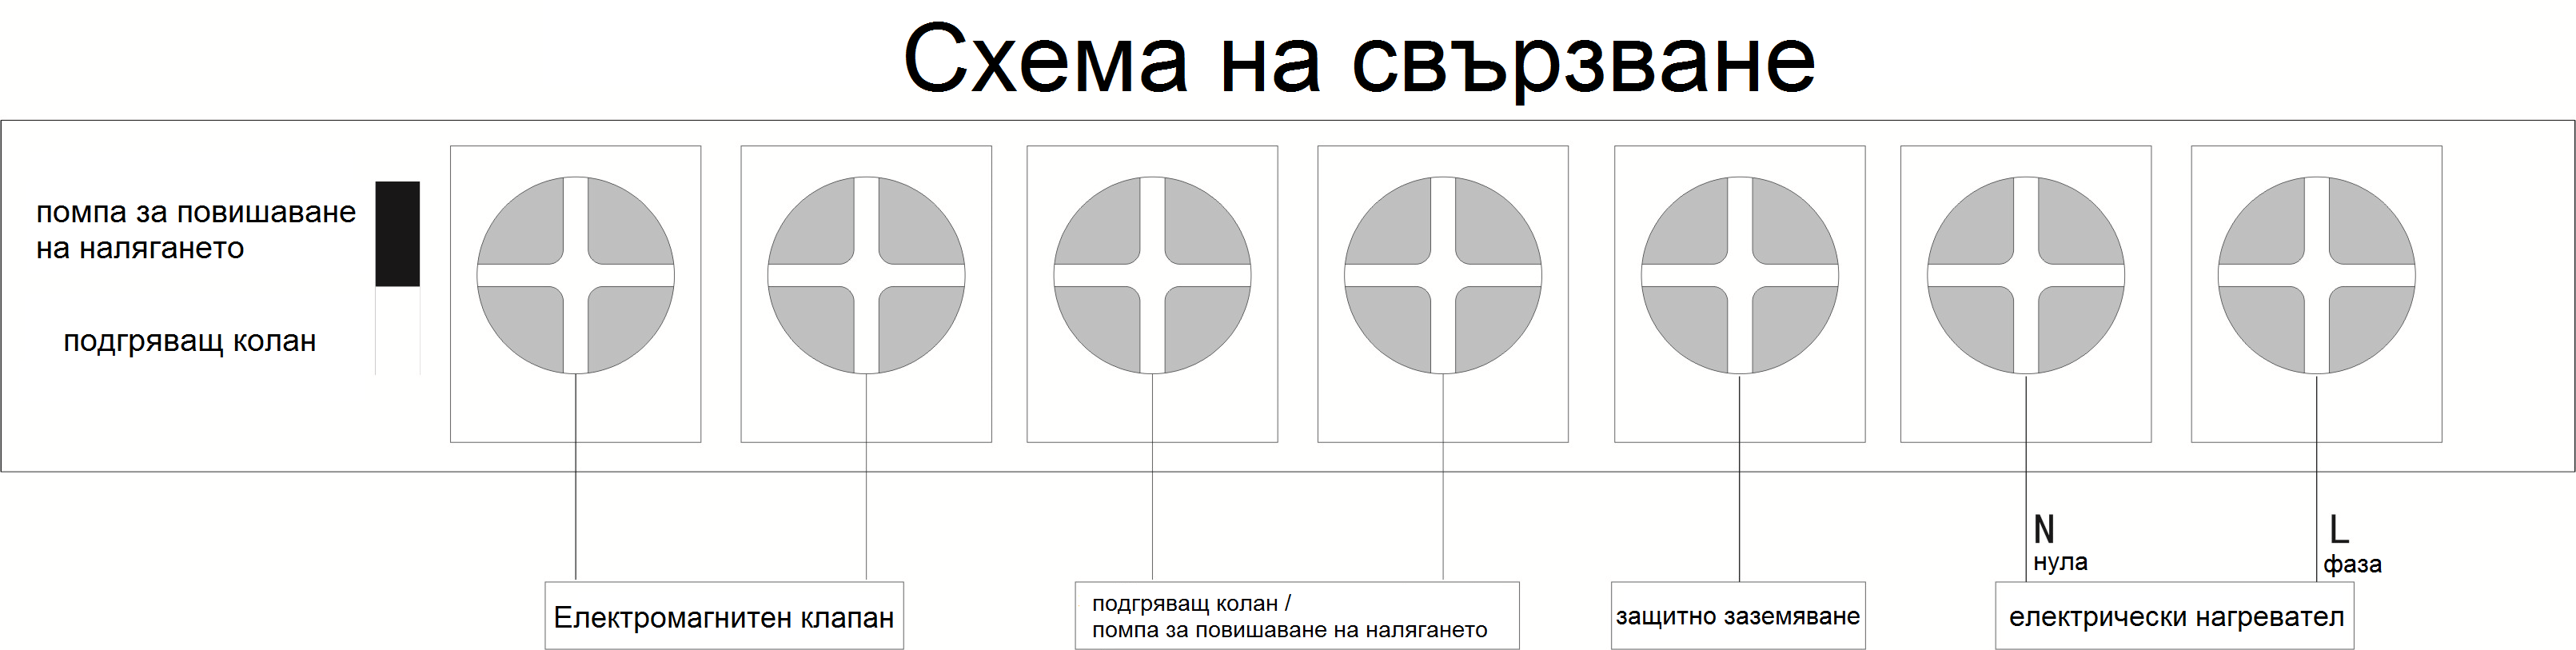 Схема на свързване
помпа за повишаване
на налягането
подгряващ колан
N
нула
L
фаза
Електромагнитен клапан
подгряващ колан /
помпа за повишаване на налягането
защитно заземяване
електрически нагревател